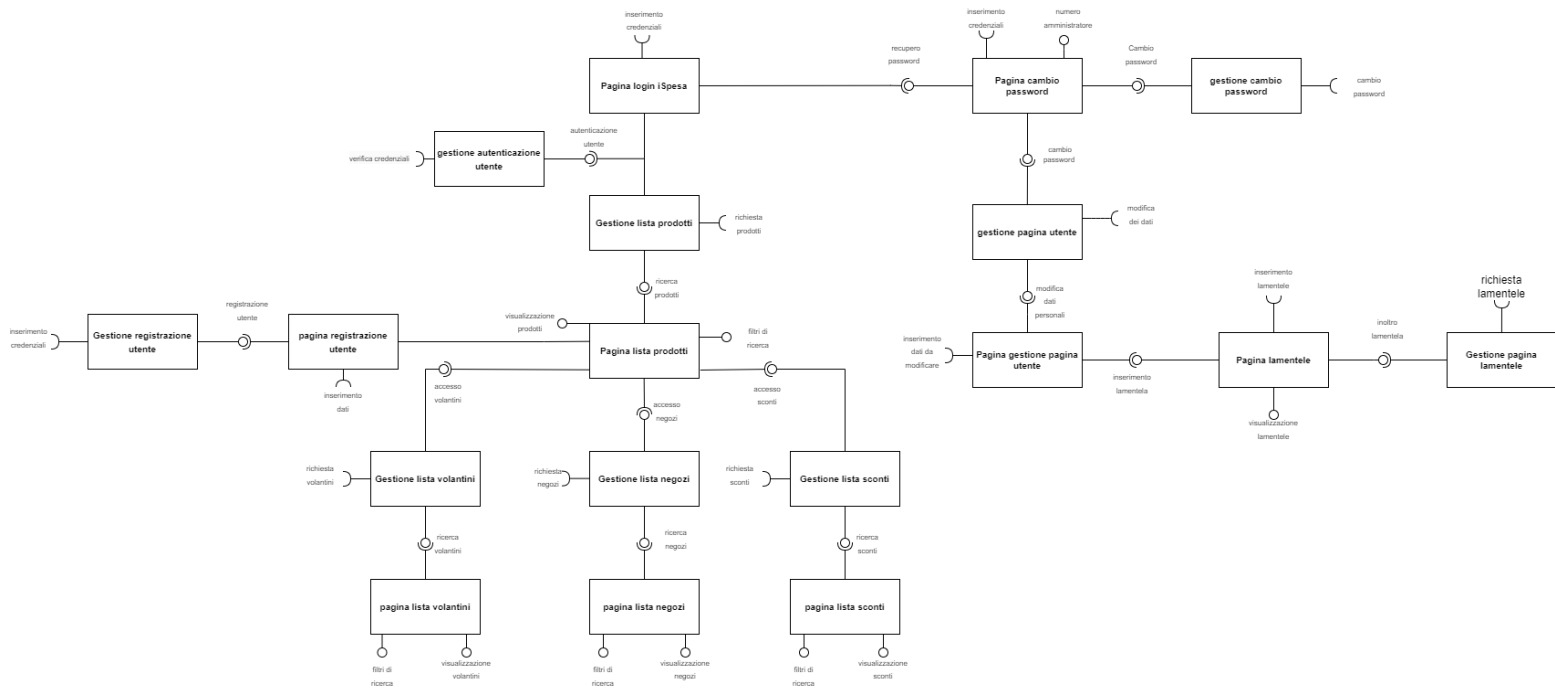 inserimento
credenziali
inserimento
credenziali
numero
amministratore
recupero
password
Cambio
password
Pagina login iSpesa
Pagina cambio
password
gestione cambio
password
cambio
password
autenticazione
utente
verifica credenziali
gestione autenticazione
utente
cambio
password
Gestione lista prodotti
richiesta
prodotti
gestione pagina utente
modifica
dei dati
ricerca
prodotti
modifica
dati
personali
inserimento
lamentele
richiesta
lamentele
registrazione
utente
visualizzazione
prodotti
filtri di
ricerca
inoltro
lamentela
inserimento
credenziali
Gestione registrazione
utente
pagina registrazione
utente
Pagina lista prodotti
inserimento
dati da
modificare
Pagina gestione pagina
utente
Pagina lamentele
Gestione pagina
lamentele
inserimento
dati
accesso
volantini
accesso
negozi
accesso
sconti
inserimento
lamentela
visualizzazione
lamentele
richiesta
volantini
Gestione lista volantini
richiesta
negozi
Gestione lista negozi
richiesta
sconti
Gestione lista sconti
ricerca
volantini
ricerca
negozi
ricerca
sconti
pagina lista volantini
pagina lista negozi
pagina lista sconti
filtri di
ricerca
visualizzazione
volantini
filtri di
ricerca
visualizzazione
negozi
filtri di
ricerca
visualizzazione
sconti